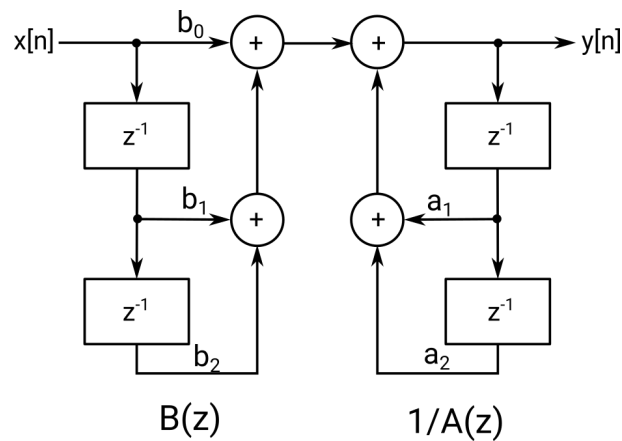 x[n] b₀ + + y[n]
z⁻¹ z⁻¹
b₁ + + a₁
z⁻¹ z⁻¹
b₂ a₂
B(z) 1/A(z)